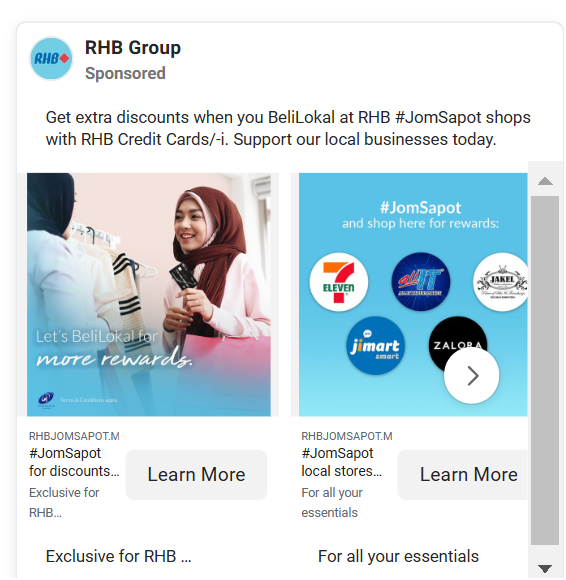 RHB
RHB Group
Sponsored
Get extra discounts when you BeliLokal at RHB #JomSapot shops
with RHB Credit Cards/-i. Support our local businesses today.
Let's BeliLokal for
more rewards.
Terms & Conditions apply.
#JomSapot
and shop here for rewards:
7
ELEVEN
all IT
JAKEL
jimart
smart
ZALORA
RHBJOMSAPOT.M
#JomSapot
for discounts...
Exclusive for
RHB...
Learn More
RHBJOMSAPOT.M
#JomSapot
local stores...
For all your
essentials
Learn More
Exclusive for RHB ...
For all your essentials